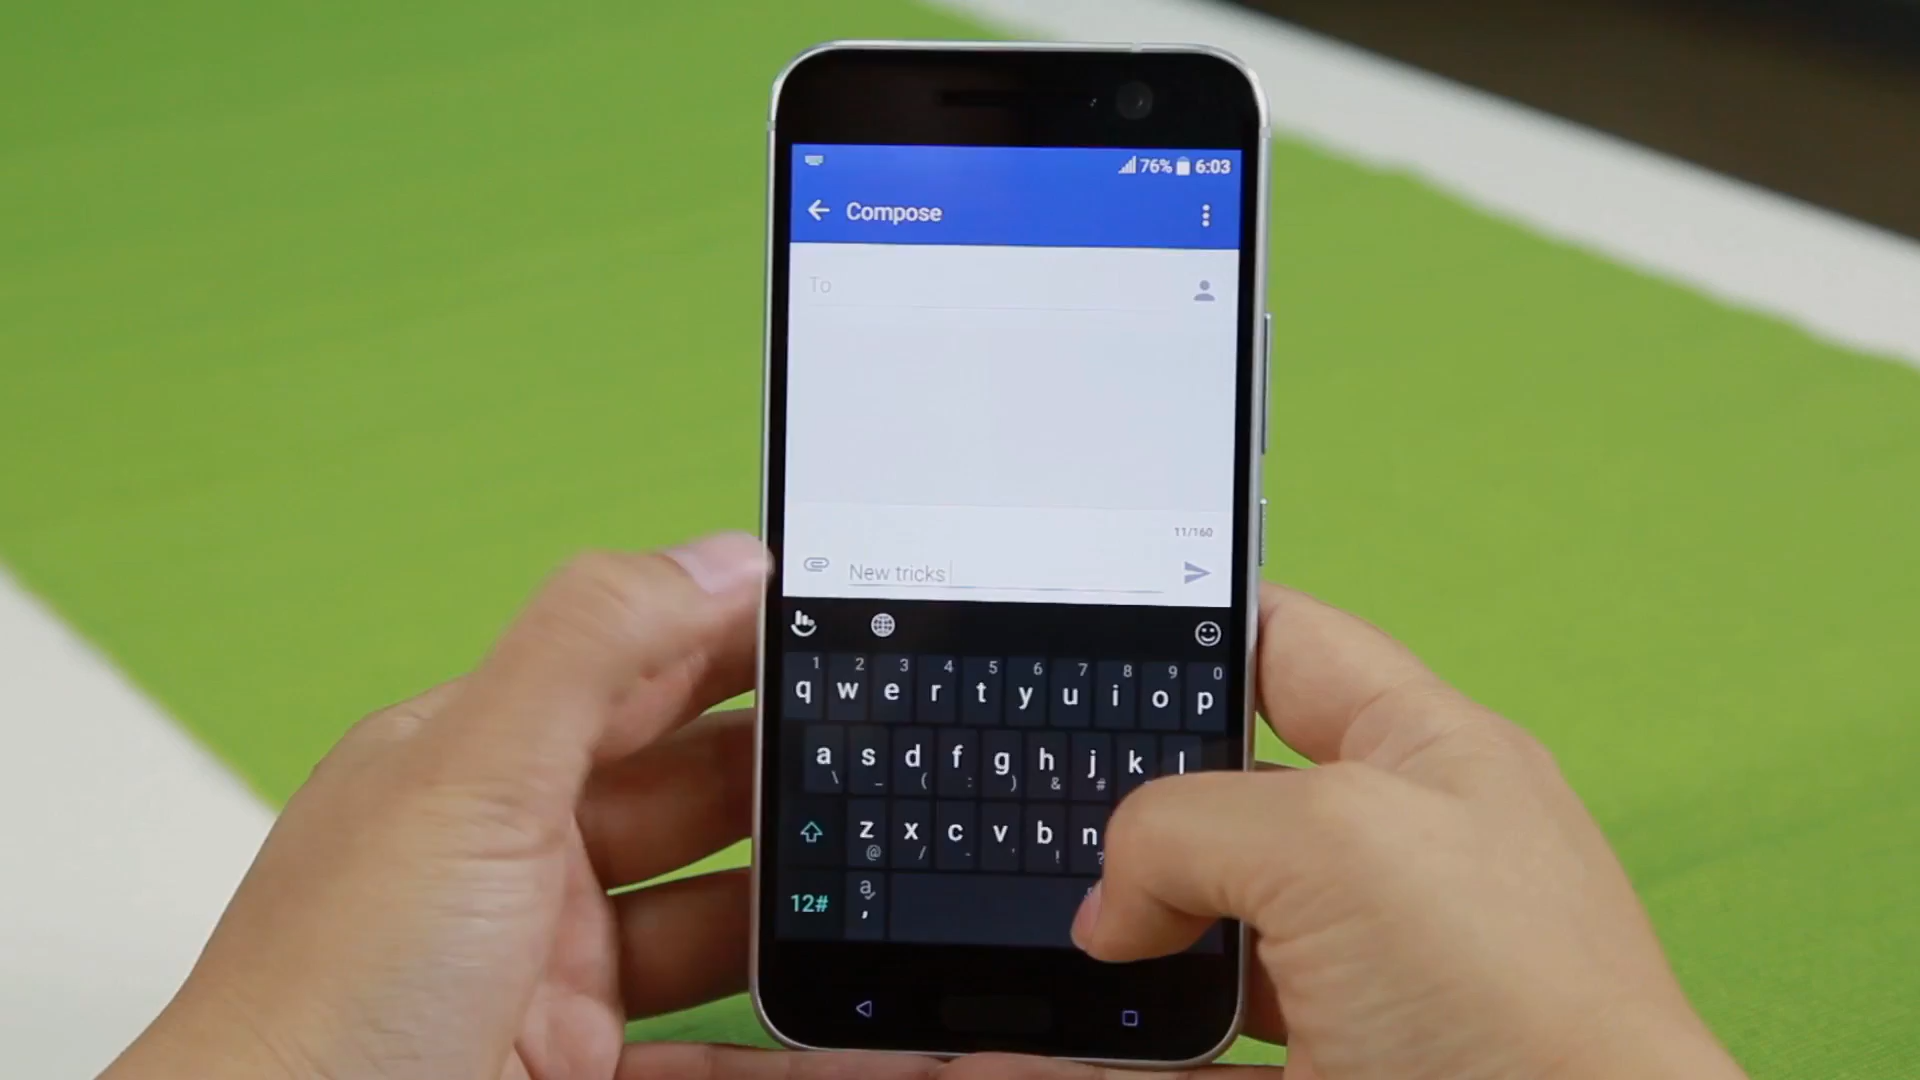 76% 6:03
Compose
To
11/160
New tricks
1 2 3 4 5 6 7 8 9 0
q w e r t y u i o p
a s d f g h j k l
\ _ ( : ) & #
z x c v b n
@ / - ' ! ?
12# a ,